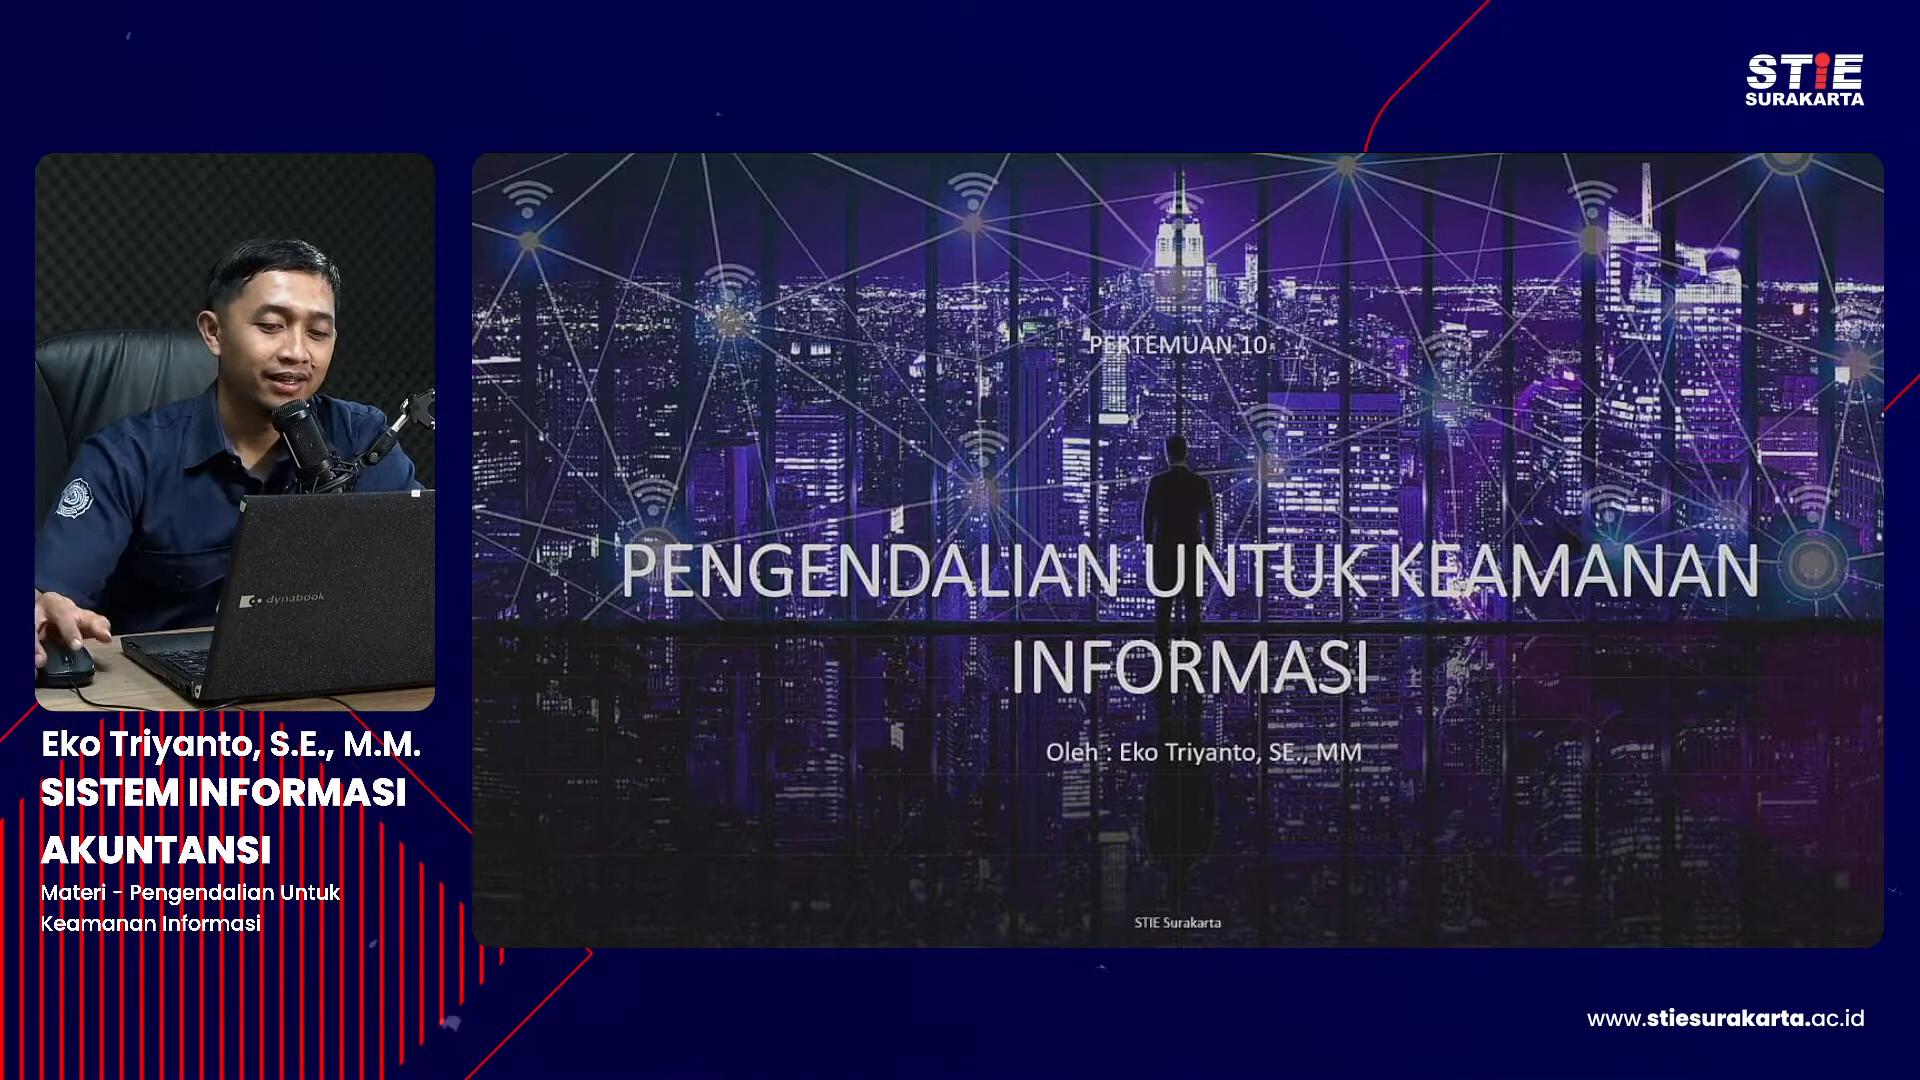 STiE
SURAKARTA
PERTEMUAN 10
PENGENDALIAN UNTUK KEAMANAN
INFORMASI
Oleh : Eko Triyanto, SE., MM
STIE Surakarta
dynabook
Eko Triyanto, S.E., M.M.
SISTEM INFORMASI
AKUNTANSI
Materi - Pengendalian Untuk
Keamanan Informasi
www.stiesurakarta.ac.id